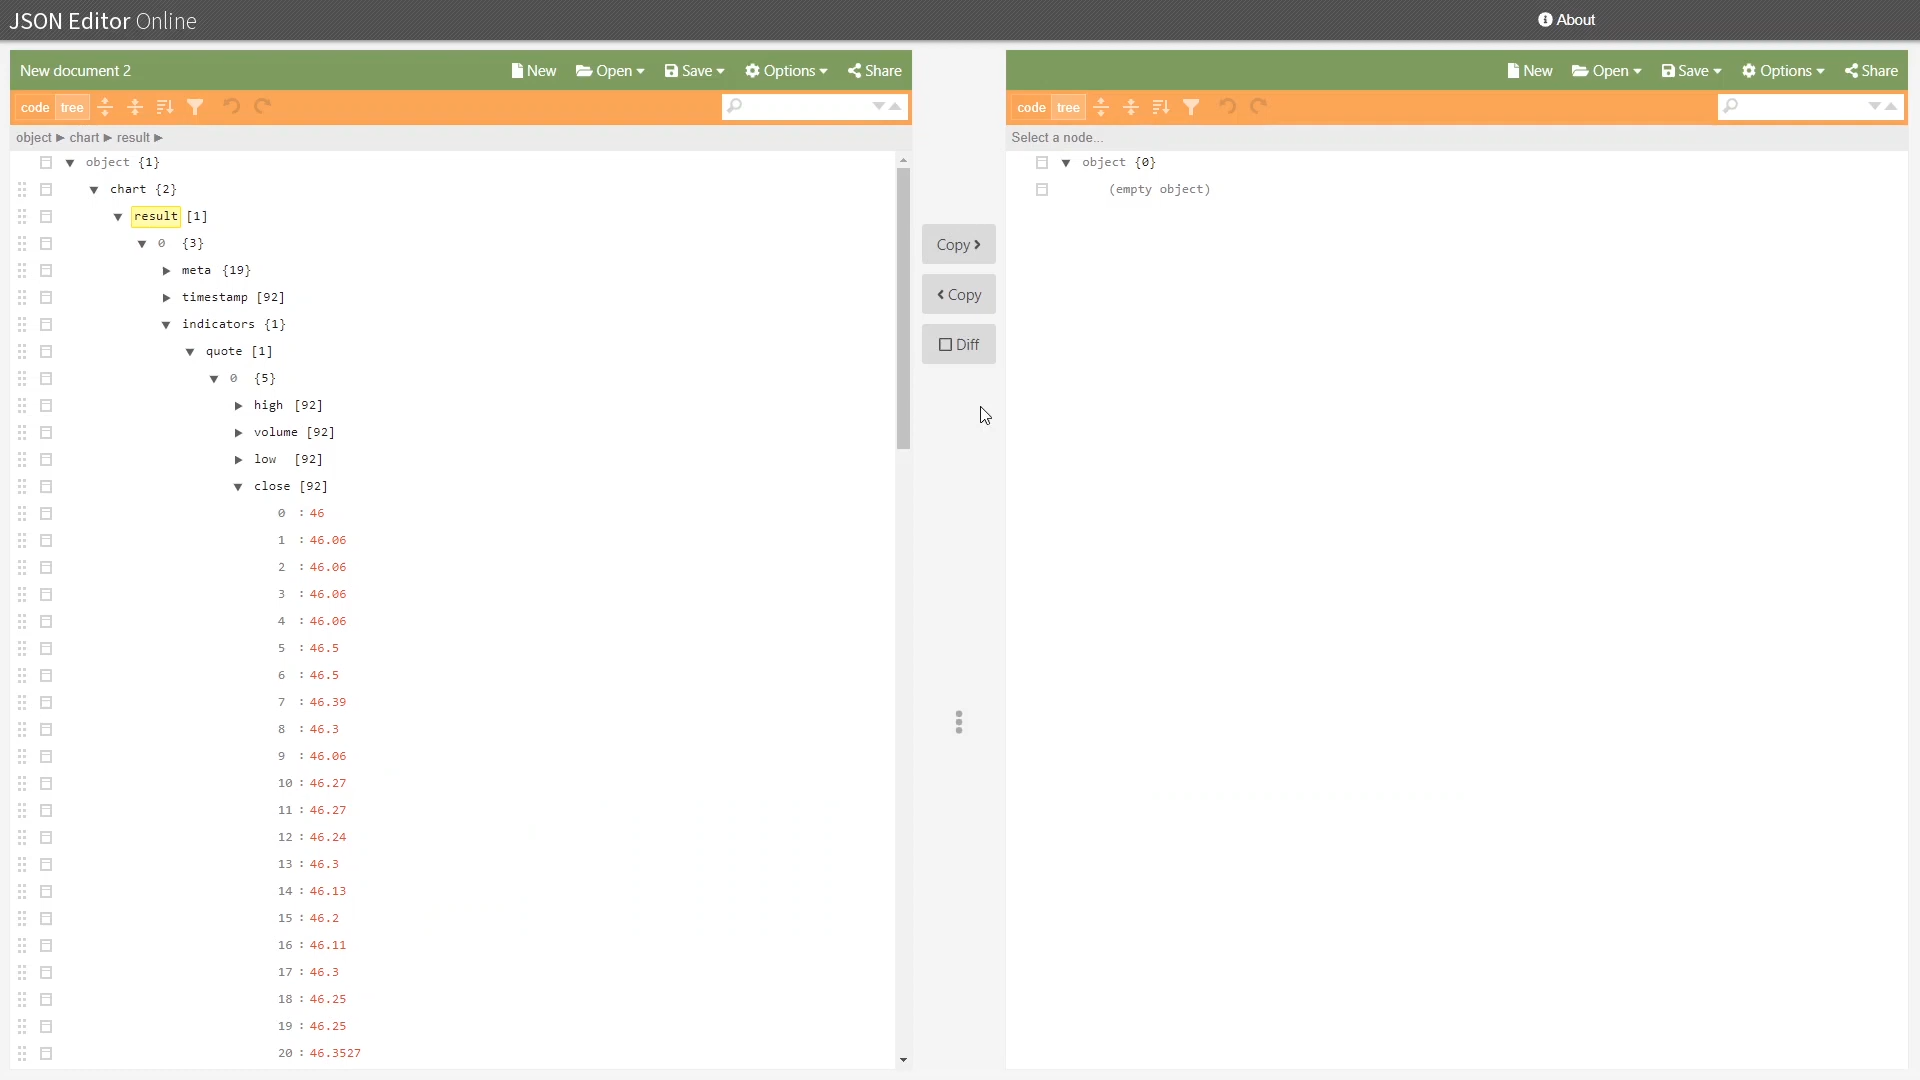 JSON Editor Online
About
New document 2
New Open Save Options Share
New Open Save Options Share
code tree
code tree
object ▶ chart ▶ result ▶
Select a node...
object {1}
chart {2}
result [1]
0 {3}
meta {19}
timestamp [92]
indicators {1}
quote [1]
0 {5}
high [92]
volume [92]
low [92]
close [92]
0 : 46
1 : 46.06
2 : 46.06
3 : 46.06
4 : 46.06
5 : 46.5
6 : 46.5
7 : 46.39
8 : 46.3
9 : 46.06
10 : 46.27
11 : 46.27
12 : 46.24
13 : 46.3
14 : 46.13
15 : 46.2
16 : 46.11
17 : 46.3
18 : 46.25
19 : 46.25
20 : 46.3527
Copy >
< Copy
Diff
object {0}
(empty object)